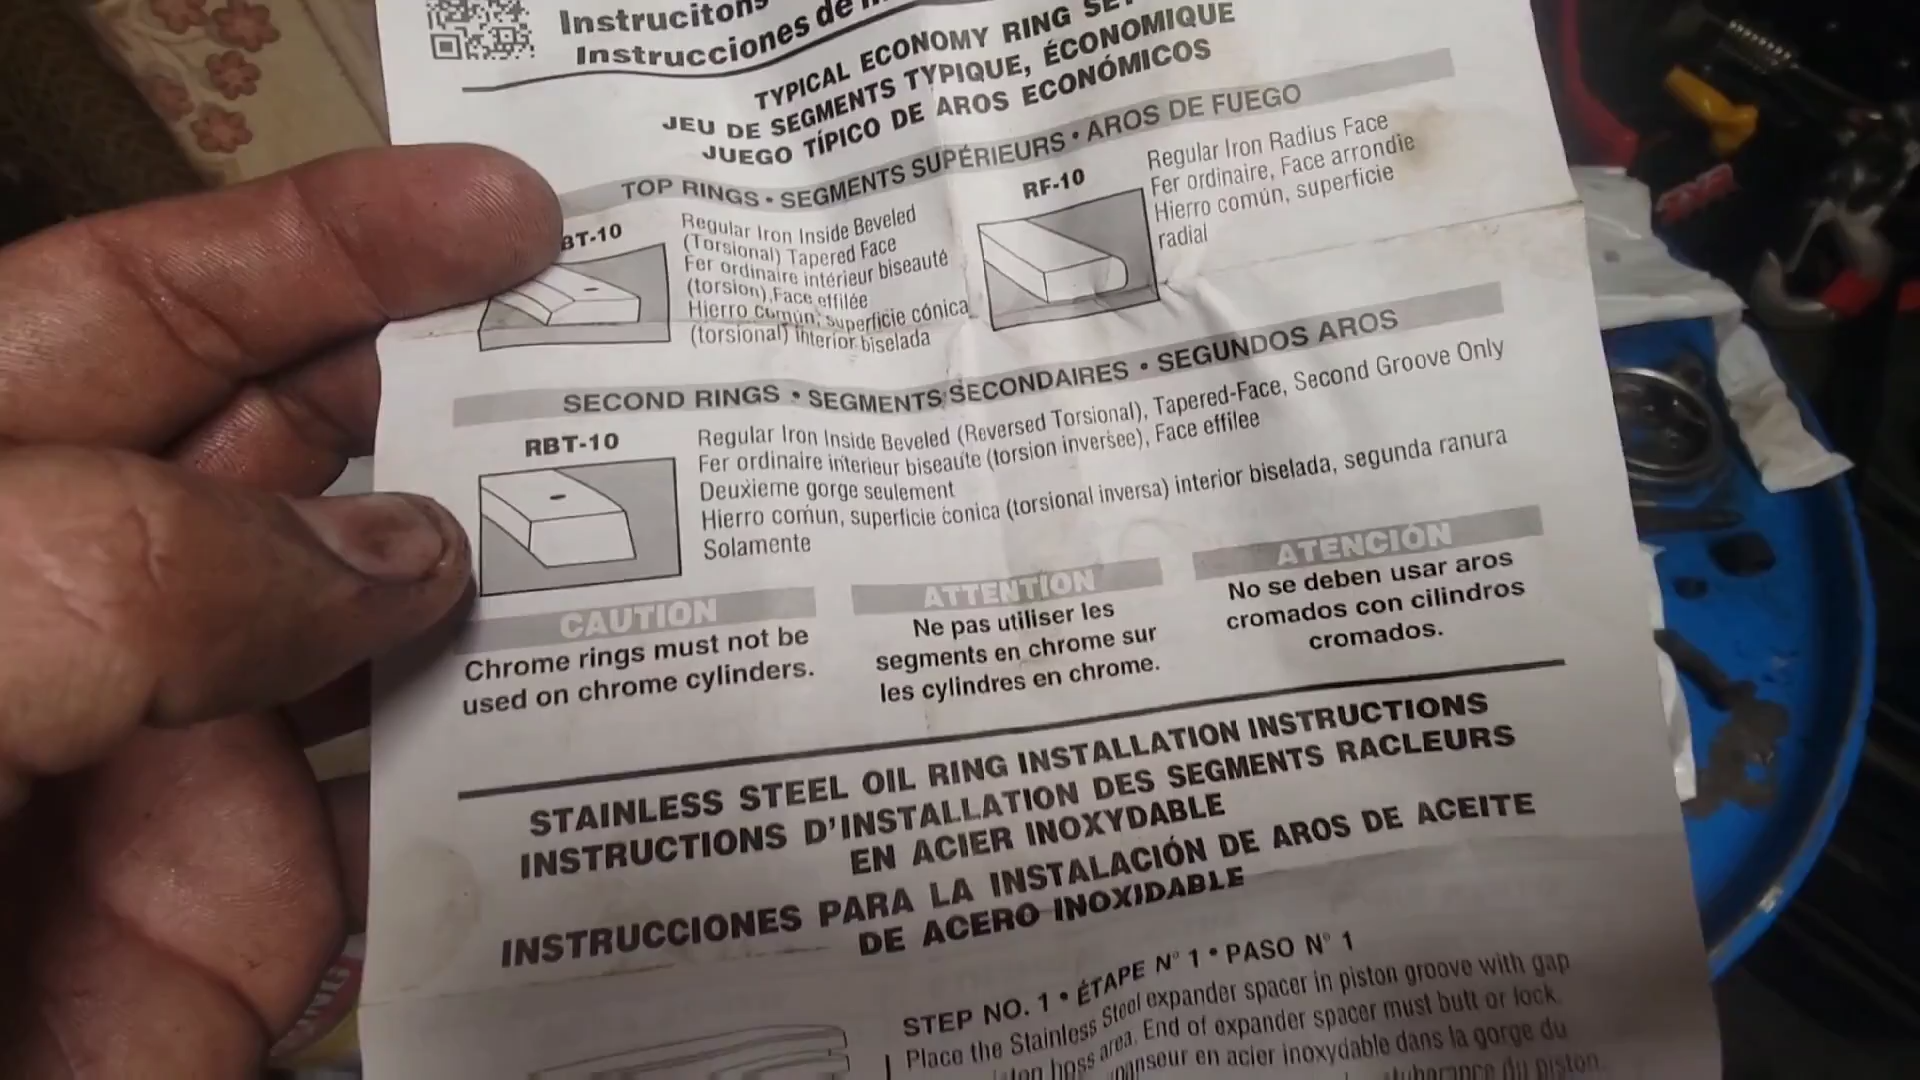 Instrucitons
Instrucciones de
TYPICAL ECONOMY RING SET
JEU DE SEGMENTS TYPIQUE, ÉCONOMIQUE
JUEGO TÍPICO DE AROS ECONÓMICOS
TOP RINGS • SEGMENTS SUPÉRIEURS • AROS DE FUEGO
BT-10
Regular Iron Inside Beveled
(Torsional) Tapered Face
Fer ordinaire intérieur biseauté
(torsion), Face effilée
Hierro Común, superficie cónica
(torsional) interior biselada
RF-10
Regular Iron Radius Face
Fer ordinaire, Face arrondie
Hierro común, superficie
radial
SECOND RINGS • SEGMENTS SECONDAIRES • SEGUNDOS AROS
RBT-10
Regular Iron Inside Beveled (Reversed Torsional), Tapered-Face, Second Groove Only
Fer ordinaire interieur biseaute (torsion inversee), Face effilee
Deuxieme gorge seulement
Hierro comun, superficie conica (torsional inversa) interior biselada, segunda ranura
Solamente
CAUTION
Chrome rings must not be
used on chrome cylinders.
ATTENTION
Ne pas utiliser les
segments en chrome sur
les cylindres en chrome.
ATENCIÓN
No se deben usar aros
cromados con cilindros
cromados.
STAINLESS STEEL OIL RING INSTALLATION INSTRUCTIONS
INSTRUCTIONS D'INSTALLATION DES SEGMENTS RACLEURS
EN ACIER INOXYDABLE
INSTRUCCIONES PARA LA INSTALACIÓN DE AROS DE ACEITE
DE ACERO INOXIDABLE
STEP NO. 1 • ÉTAPE N° 1 • PASO N° 1
Place the Stainless Steel expander spacer in piston groove with gap
boss area. End of expander spacer must butt or lock.
en acier inoxydable dans la gorge du
du piston.